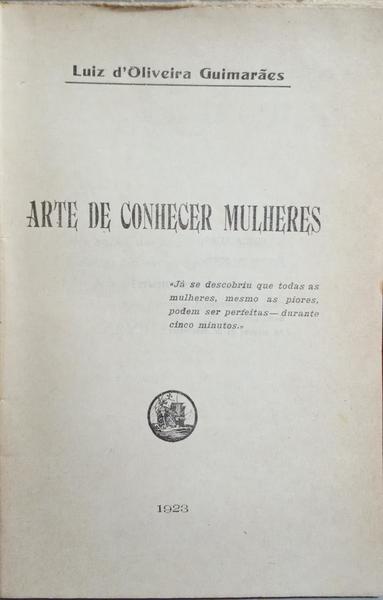 Luiz d'Oliveira Guimarães
ARTE DE CONHECER MULHERES
«Já se descobriu que todas as
mulheres, mesmo as piores,
podem ser perfeitas—durante
cinco minutos.»
1923